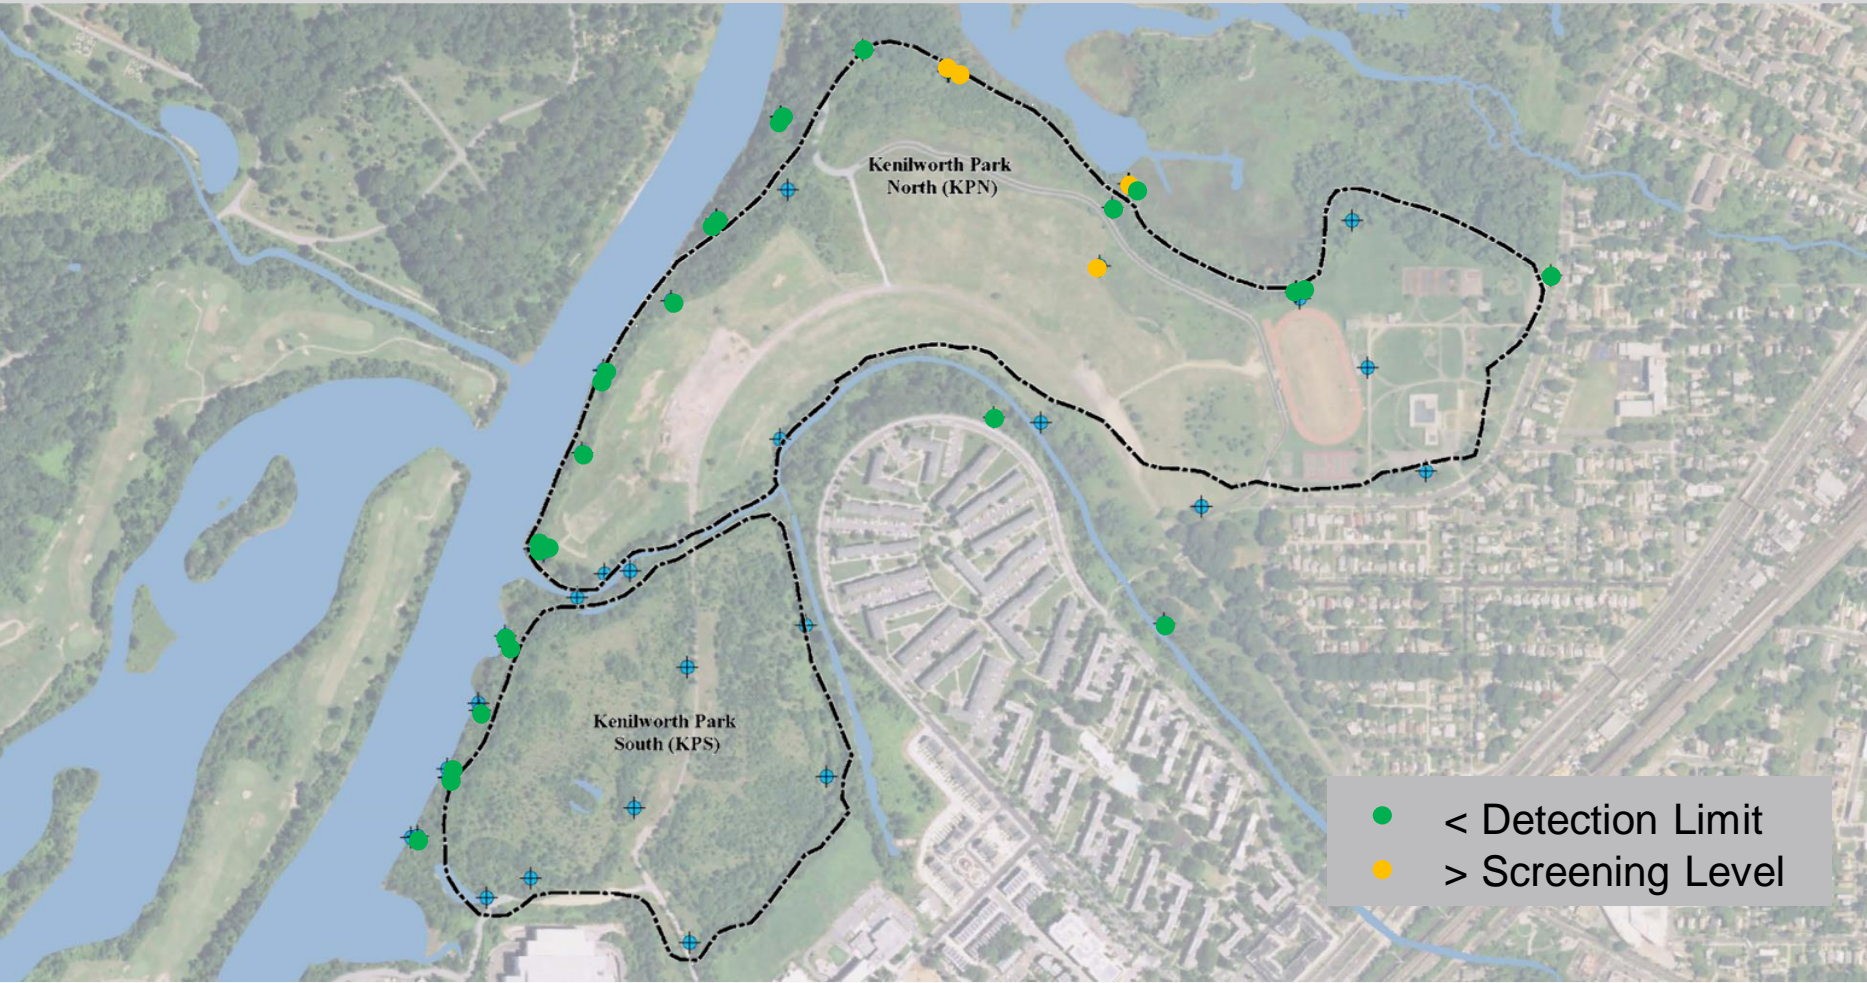 Kenilworth Park
North (KPN)
Kenilworth Park
South (KPS)
< Detection Limit
> Screening Level